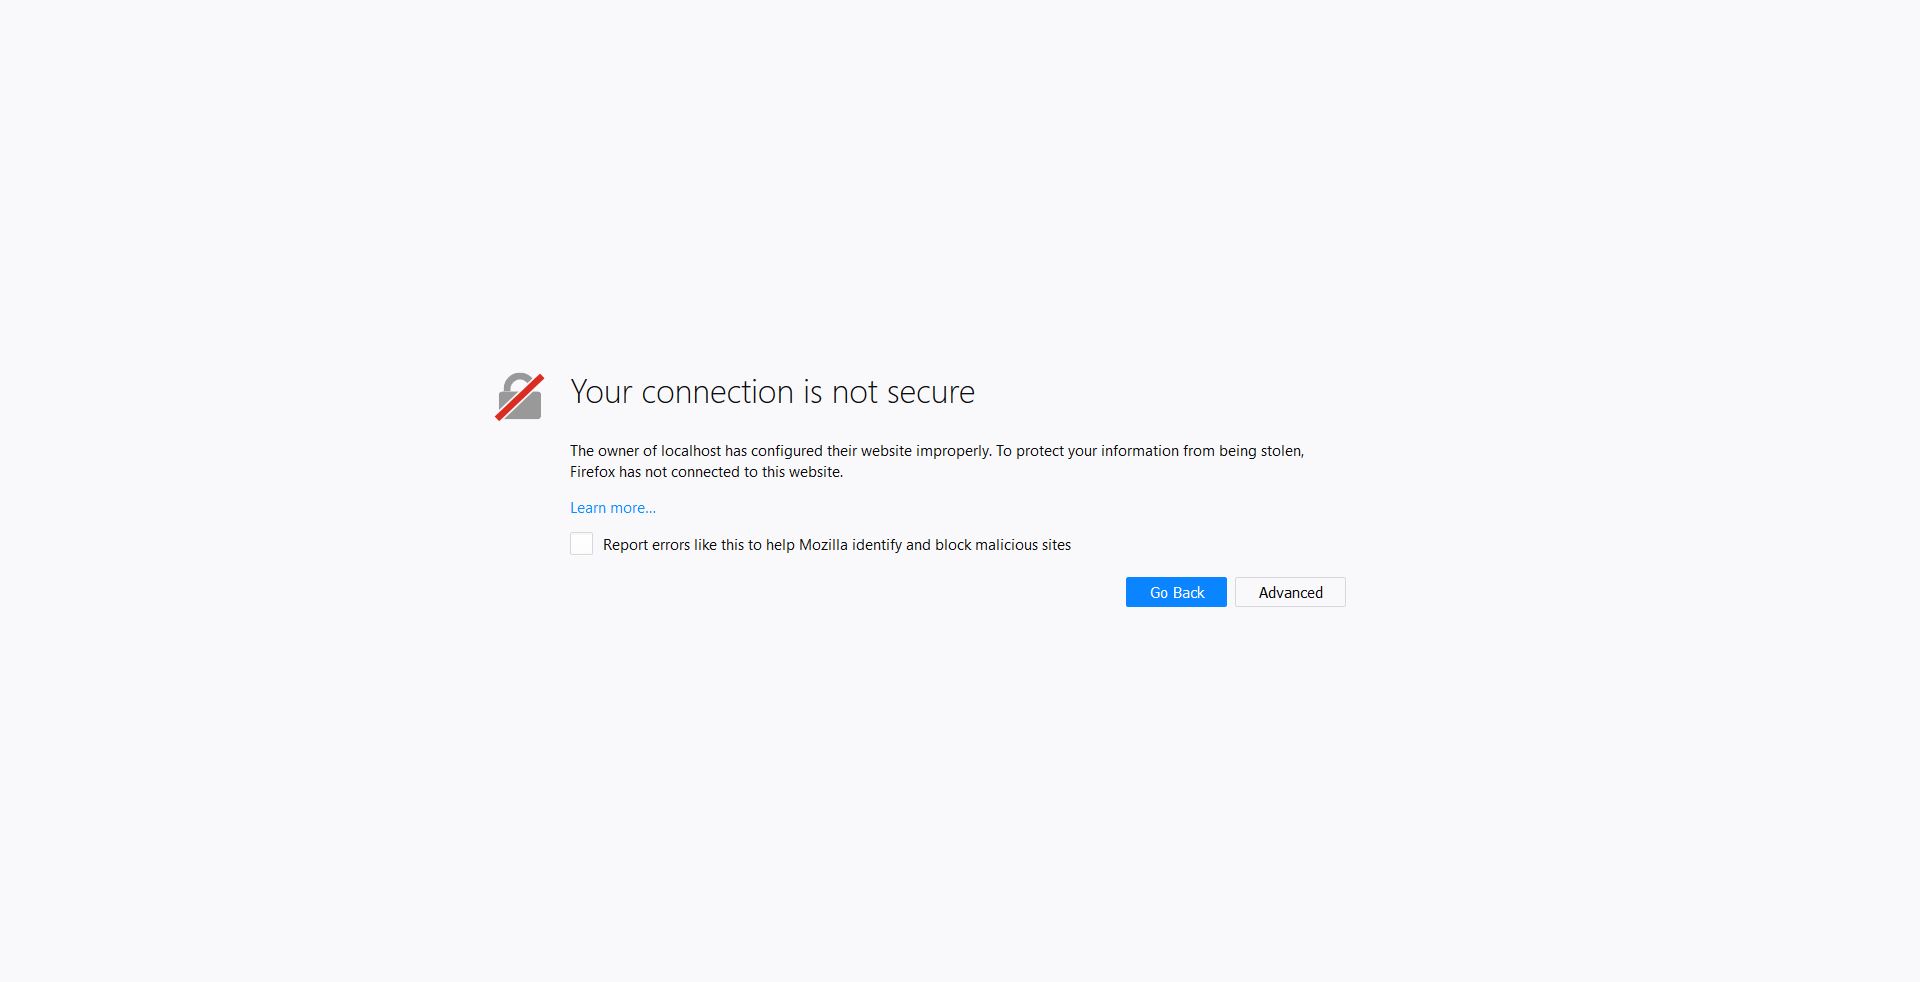 Your connection is not secure
The owner of localhost has configured their website improperly. To protect your information from being stolen,
Firefox has not connected to this website.
Learn more...
Report errors like this to help Mozilla identify and block malicious sites
Go Back
Advanced